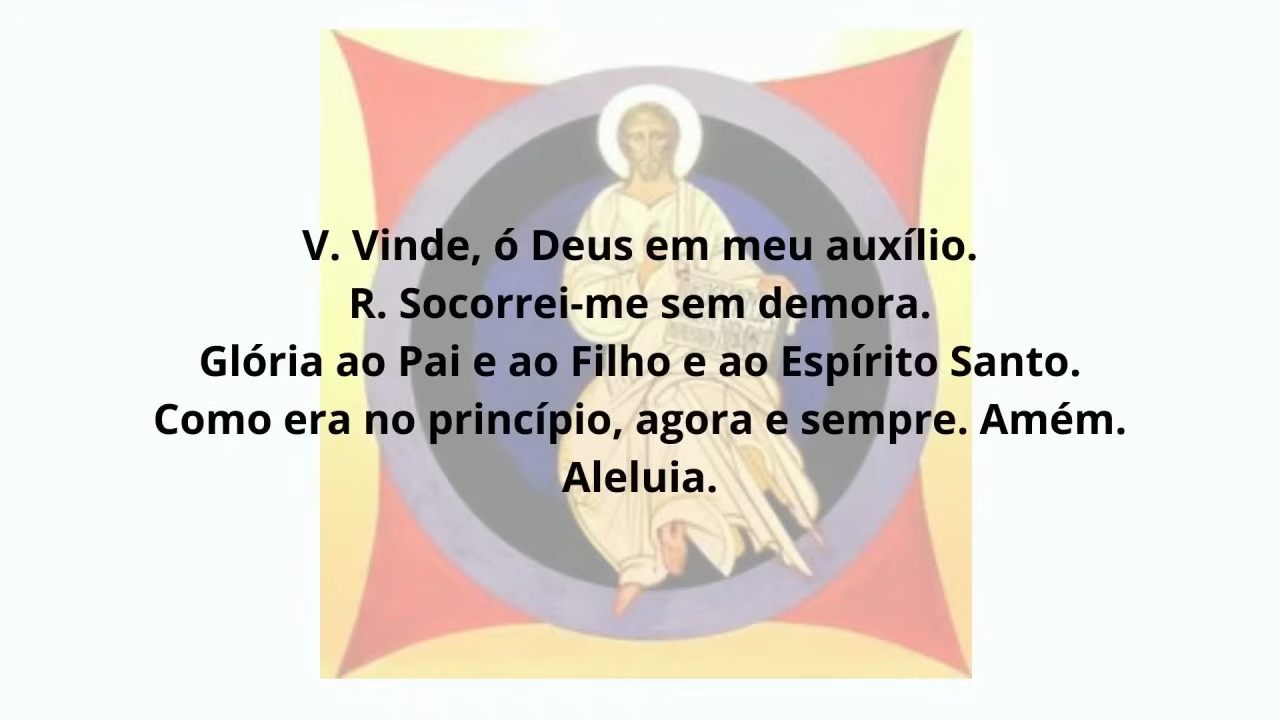 V. Vinde, ó Deus em meu auxílio.
R. Socorrei-me sem demora.
Glória ao Pai e ao Filho e ao Espírito Santo.
Como era no princípio, agora e sempre. Amém.
Aleluia.